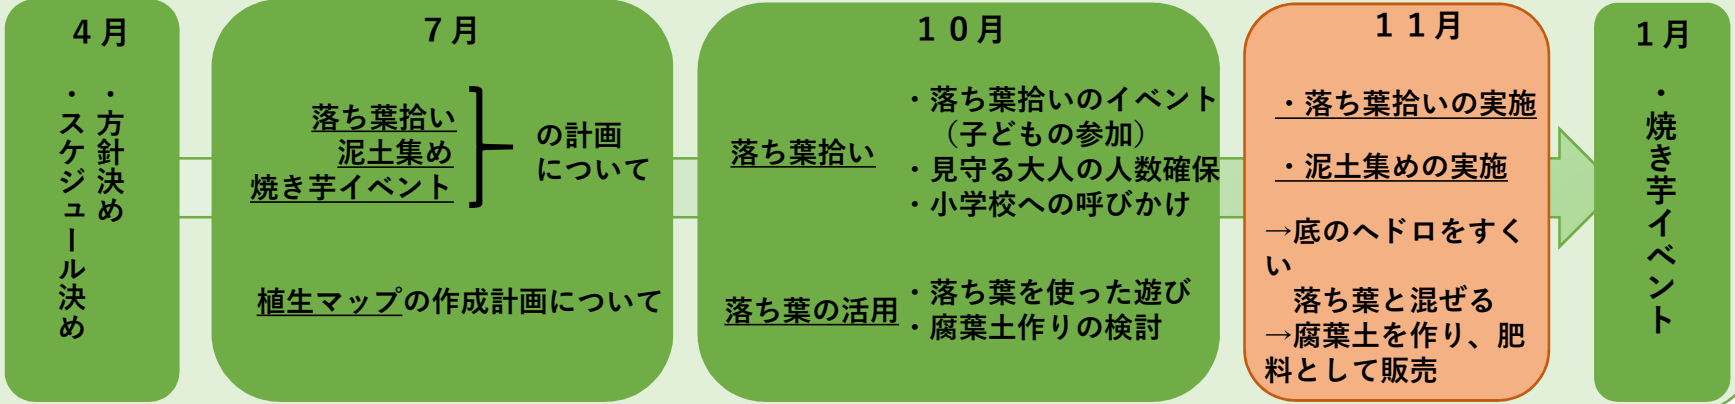 ４月
・方針決め
・スケジュール決め
７月
落ち葉拾い
泥土集め
焼き芋イベント
の計画
について
植生マップの作成計画について
１０月
落ち葉拾い
・落ち葉拾いのイベント
（子どもの参加）
・見守る大人の人数確保
・小学校への呼びかけ
落ち葉の活用
・落ち葉を使った遊び
・腐葉土作りの検討
１１月
・落ち葉拾いの実施
・泥土集めの実施
→底のヘドロをすく
い
落ち葉と混ぜる
→腐葉土を作り、肥
料として販売
１月
・焼き芋イベント